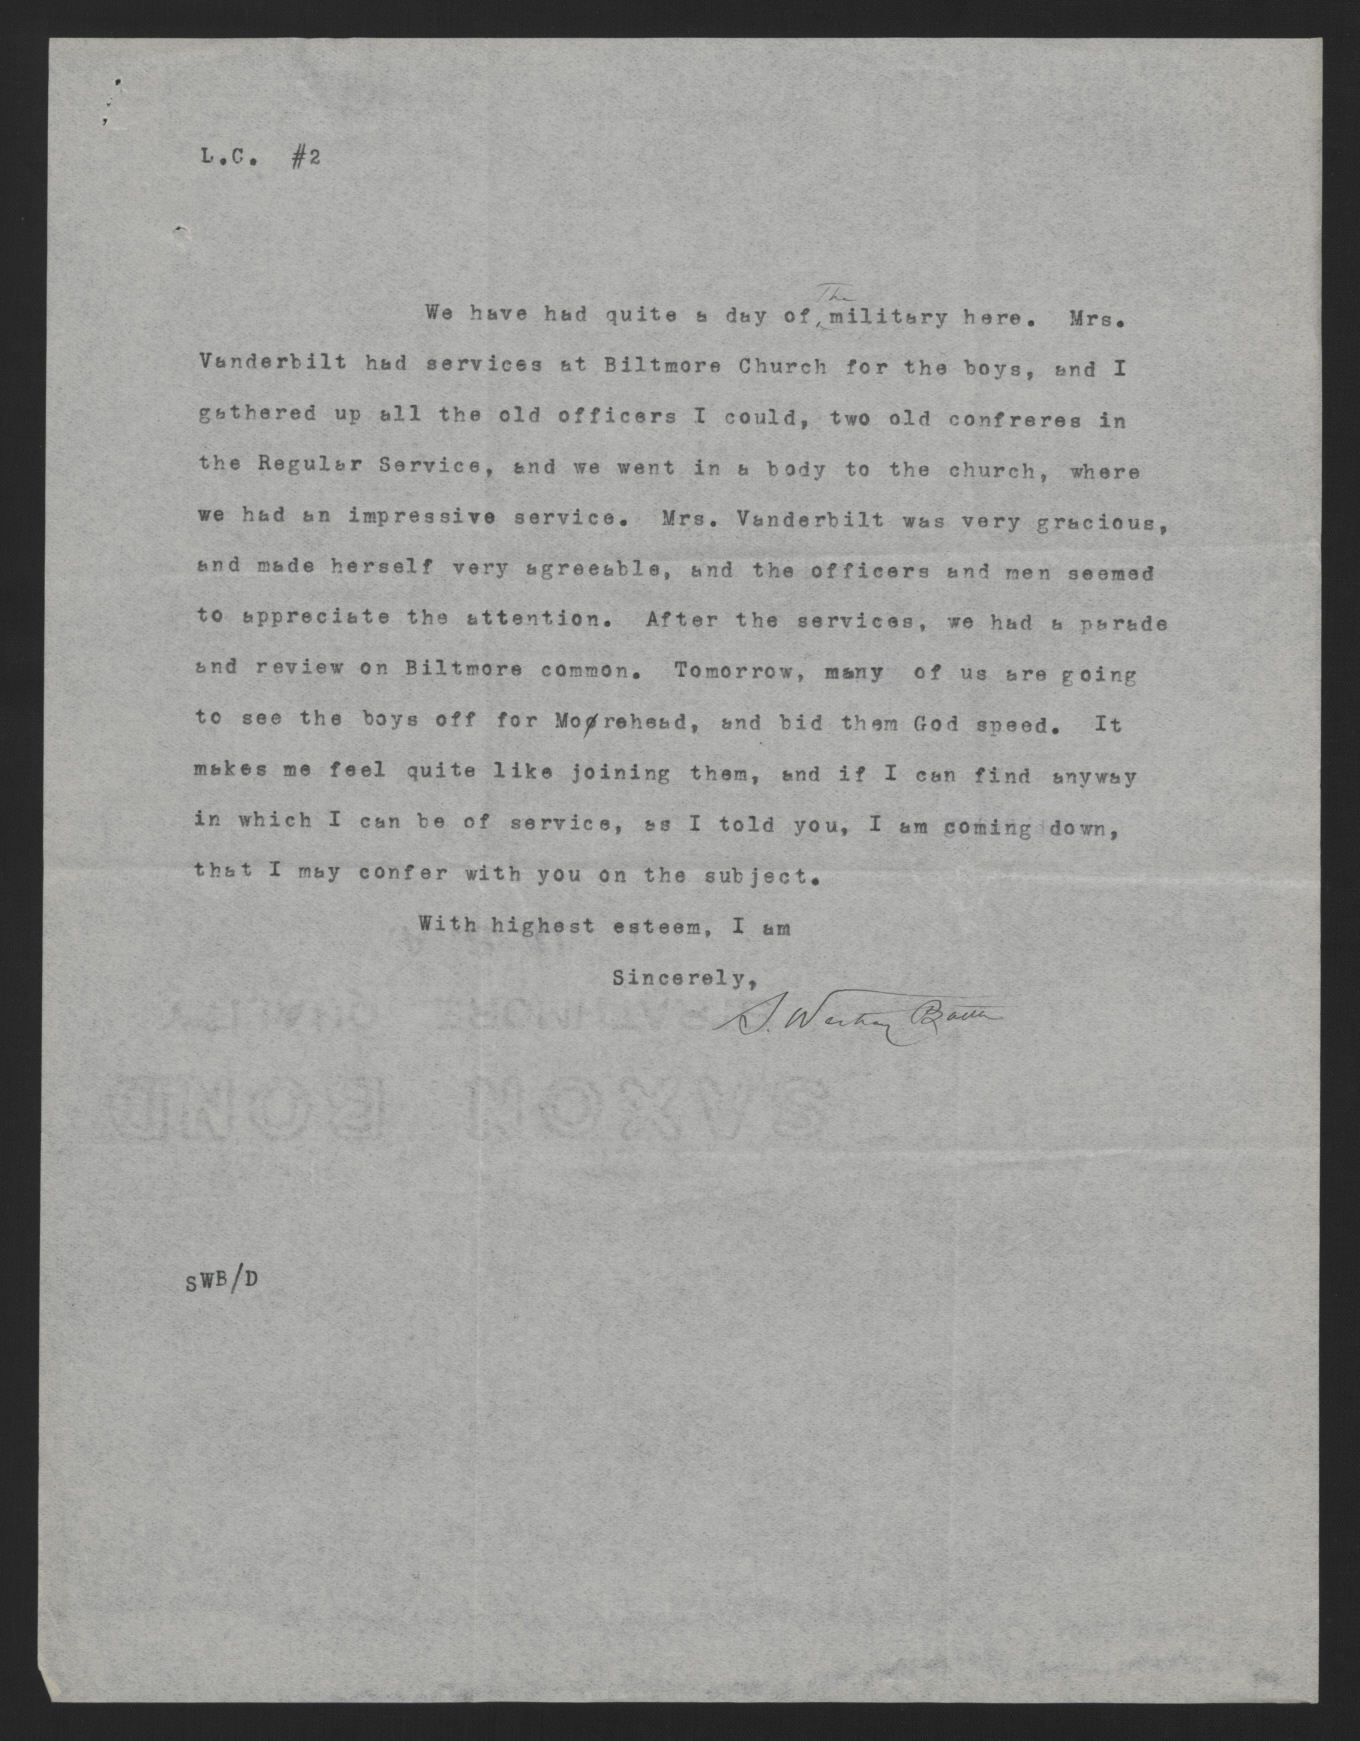 L.C. #2
The
We have had quite a day of military here. Mrs.
Vanderbilt had services at Biltmore Church for the boys, and I
gathered up all the old officers I could, two old confreres in
the Regular Service, and we went in a body to the church, where
we had an impressive service. Mrs. Vanderbilt was very gracious,
and made herself very agreeable, and the officers and men seemed
to appreciate the attention. After the services, we had a parade
and review on Biltmore common. Tomorrow, many of us are going
to see the boys off for Morehead, and bid them God speed. It
makes me feel quite like joining them, and if I can find anyway
in which I can be of service, as I told you, I am coming down,
that I may confer with you on the subject.
With highest esteem, I am
Sincerely,
S. Westray Battle
SAXON BOND
SWB/D